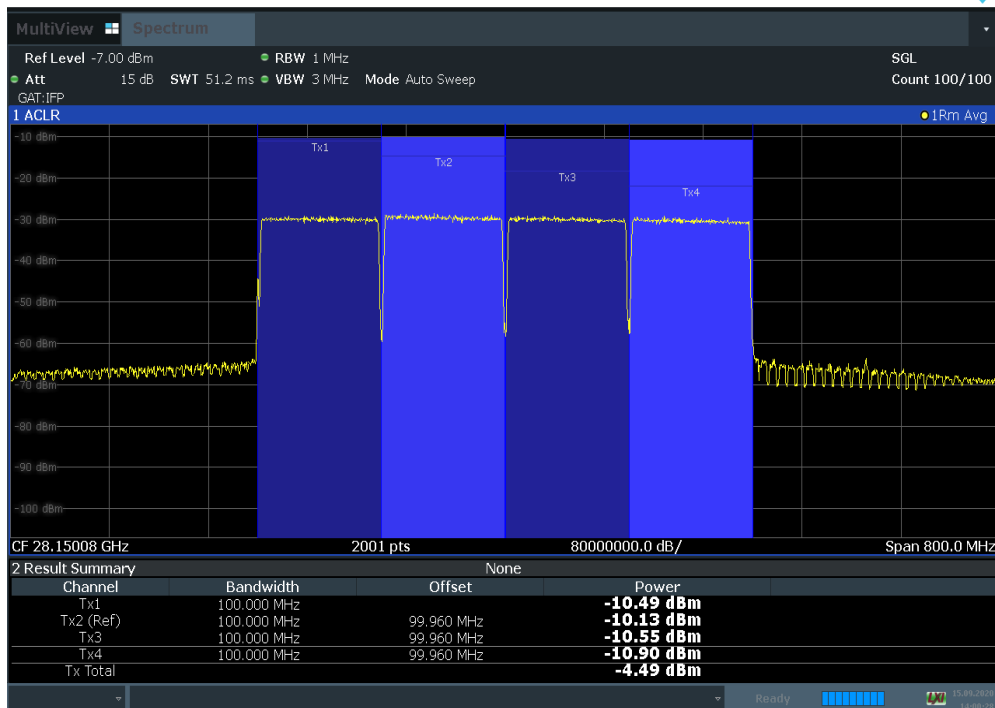 MultiView Spectrum
Ref Level -7.00 dBm RBW 1 MHz SGL
Att 15 dB SWT 51.2 ms VBW 3 MHz Mode Auto Sweep Count 100/100
GAT:IFP
1 ACLR 1Rm Avg
-10 dBm
Tx1
Tx2
Tx3
-20 dBm
Tx4
-30 dBm
-40 dBm
-50 dBm
-60 dBm
-70 dBm
-80 dBm
-90 dBm
-100 dBm
CF 28.15008 GHz 2001 pts 80000000.0 dB/ Span 800.0 MHz
2 Result Summary None
Channel Bandwidth Offset Power
Tx1 100.000 MHz -10.49 dBm
Tx2 (Ref) 100.000 MHz 99.960 MHz -10.13 dBm
Tx3 100.000 MHz 99.960 MHz -10.55 dBm
Tx4 100.000 MHz 99.960 MHz -10.90 dBm
Tx Total -4.49 dBm
Ready LXI 15.09.2020